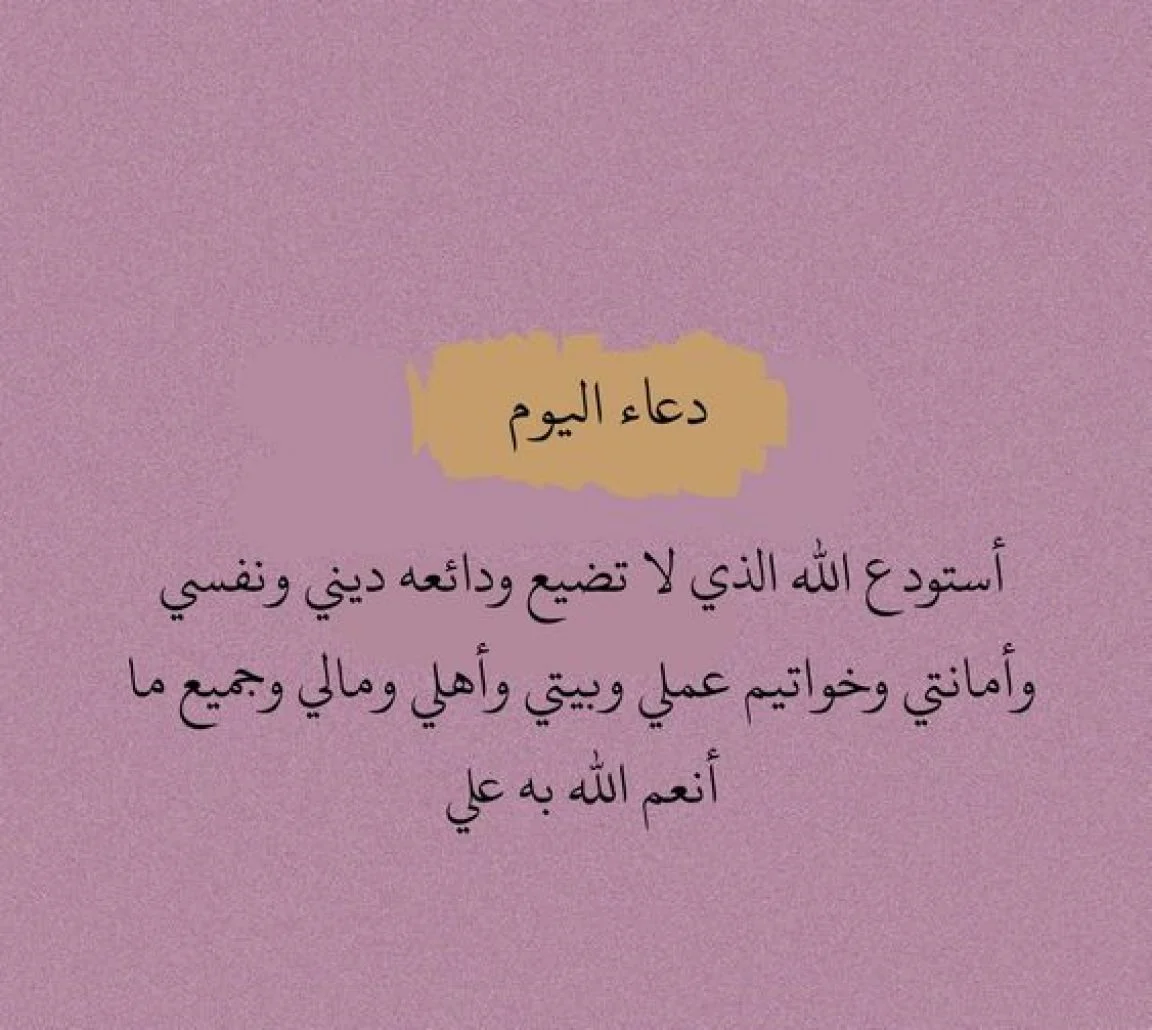 دعاء اليوم
أستودع الله الذي لا تضيع ودائعه ديني ونفسي
وأمانتي وخواتيم عملي وبيتي وأهلي ومالي وجميع ما
أنعم الله به علي